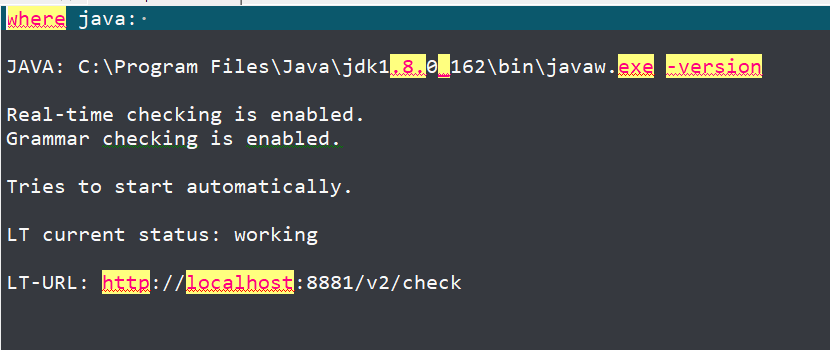 where java:·
JAVA: C:\Program Files\Java\jdk1.8.0_162\bin\javaw.exe -version
Real-time checking is enabled.
Grammar checking is enabled.
Tries to start automatically.
LT current status: working
LT-URL: http://localhost:8881/v2/check